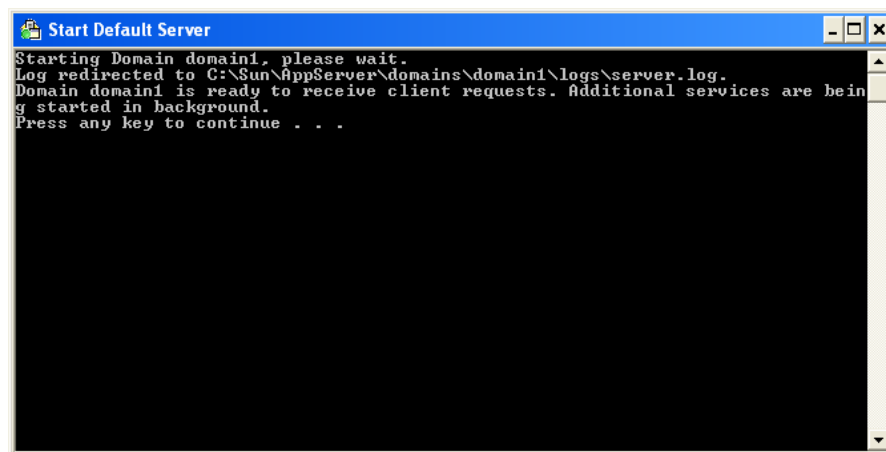 Start Default Server
Starting Domain domain1, please wait.
Log redirected to C:\Sun\AppServer\domains\domain1\logs\server.log.
Domain domain1 is ready to receive client requests. Additional services are bein
g started in background.
Press any key to continue . . .